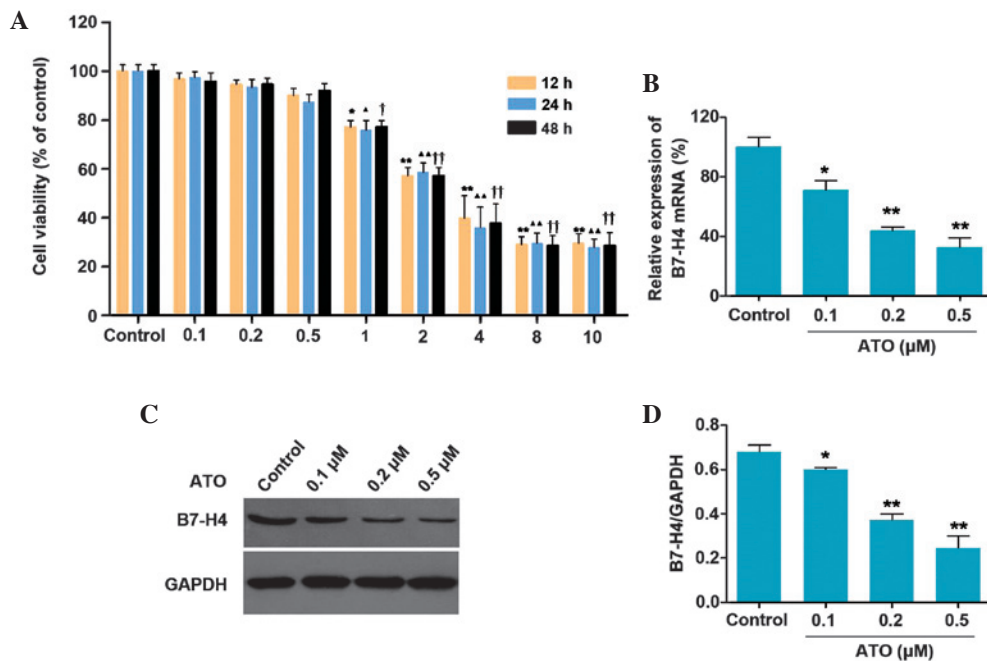 A
Cell viability (% of control)
120
100
80
60
40
20
0
12 h
24 h
48 h
* ▲ †
** ▲▲ ††
** ▲▲ ††
** ▲▲ ††
** ▲▲ ††
Control 0.1 0.2 0.5 1 2 4 8 10
B
Relative expression of
B7-H4 mRNA (%)
120
80
40
0
*
**
**
Control 0.1 0.2 0.5
ATO (µM)
C
ATO Control 0.1 µM 0.2 µM 0.5 µM
B7-H4
GAPDH
D
B7-H4/GAPDH
0.8
0.6
0.4
0.2
0.0
*
**
**
Control 0.1 0.2 0.5
ATO (µM)